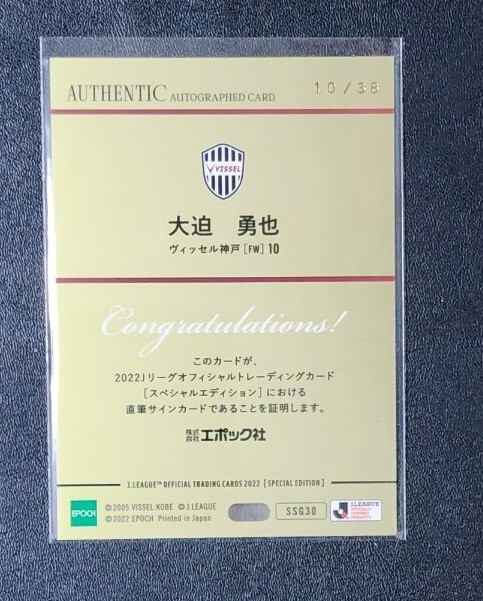 AUTHENTIC AUTOGRAPHED CARD 10/38
VISSEL
大迫 勇也
ヴィッセル神戸 [FW] 10
Congratulations!
このカードが、
2022Jリーグオフィシャルトレーディングカード
[スペシャルエディション]における
直筆サインカードであることを証明します。
株式会社エポック社
J.LEAGUE™ OFFICIAL TRADING CARDS 2022 [SPECIAL EDITION]
EPOCH
©2005 VISSEL KOBE ©J.LEAGUE
©2022 EPOCH Printed in Japan
SSG30
J.LEAGUE
OFFICIALLY
LICENSED
PRODUCTS